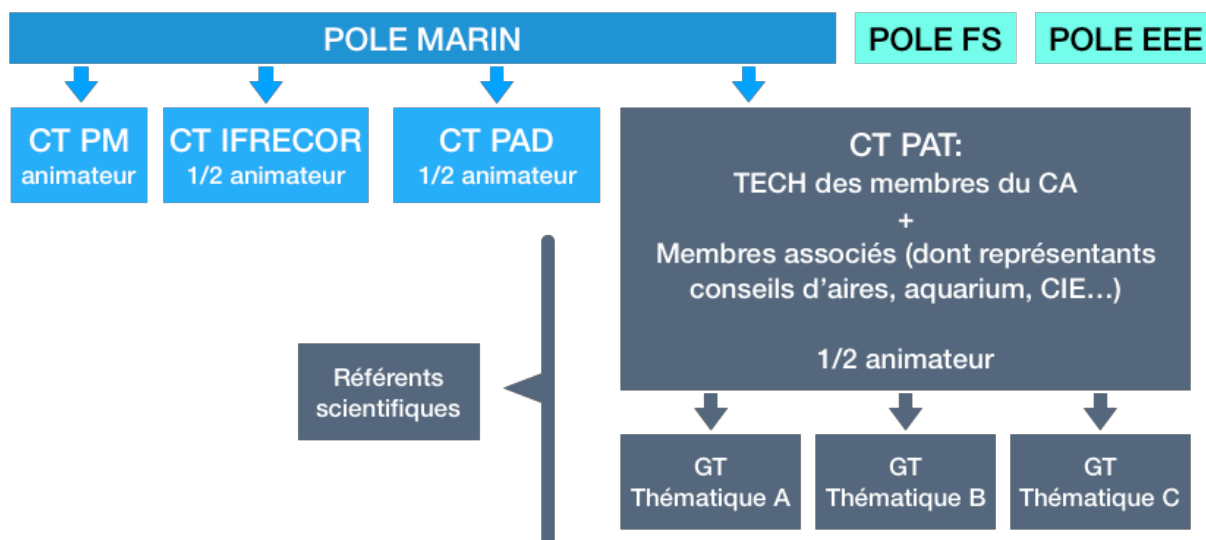 POLE MARIN
POLE FS
POLE EEE
CT PM
animateur
CT IFRECOR
1/2 animateur
CT PAD
1/2 animateur
CT PAT:
TECH des membres du CA
+
Membres associés (dont représentants
conseils d'aires, aquarium, CIE...)
1/2 animateur
Référents
scientifiques
GT
Thématique A
GT
Thématique B
GT
Thématique C